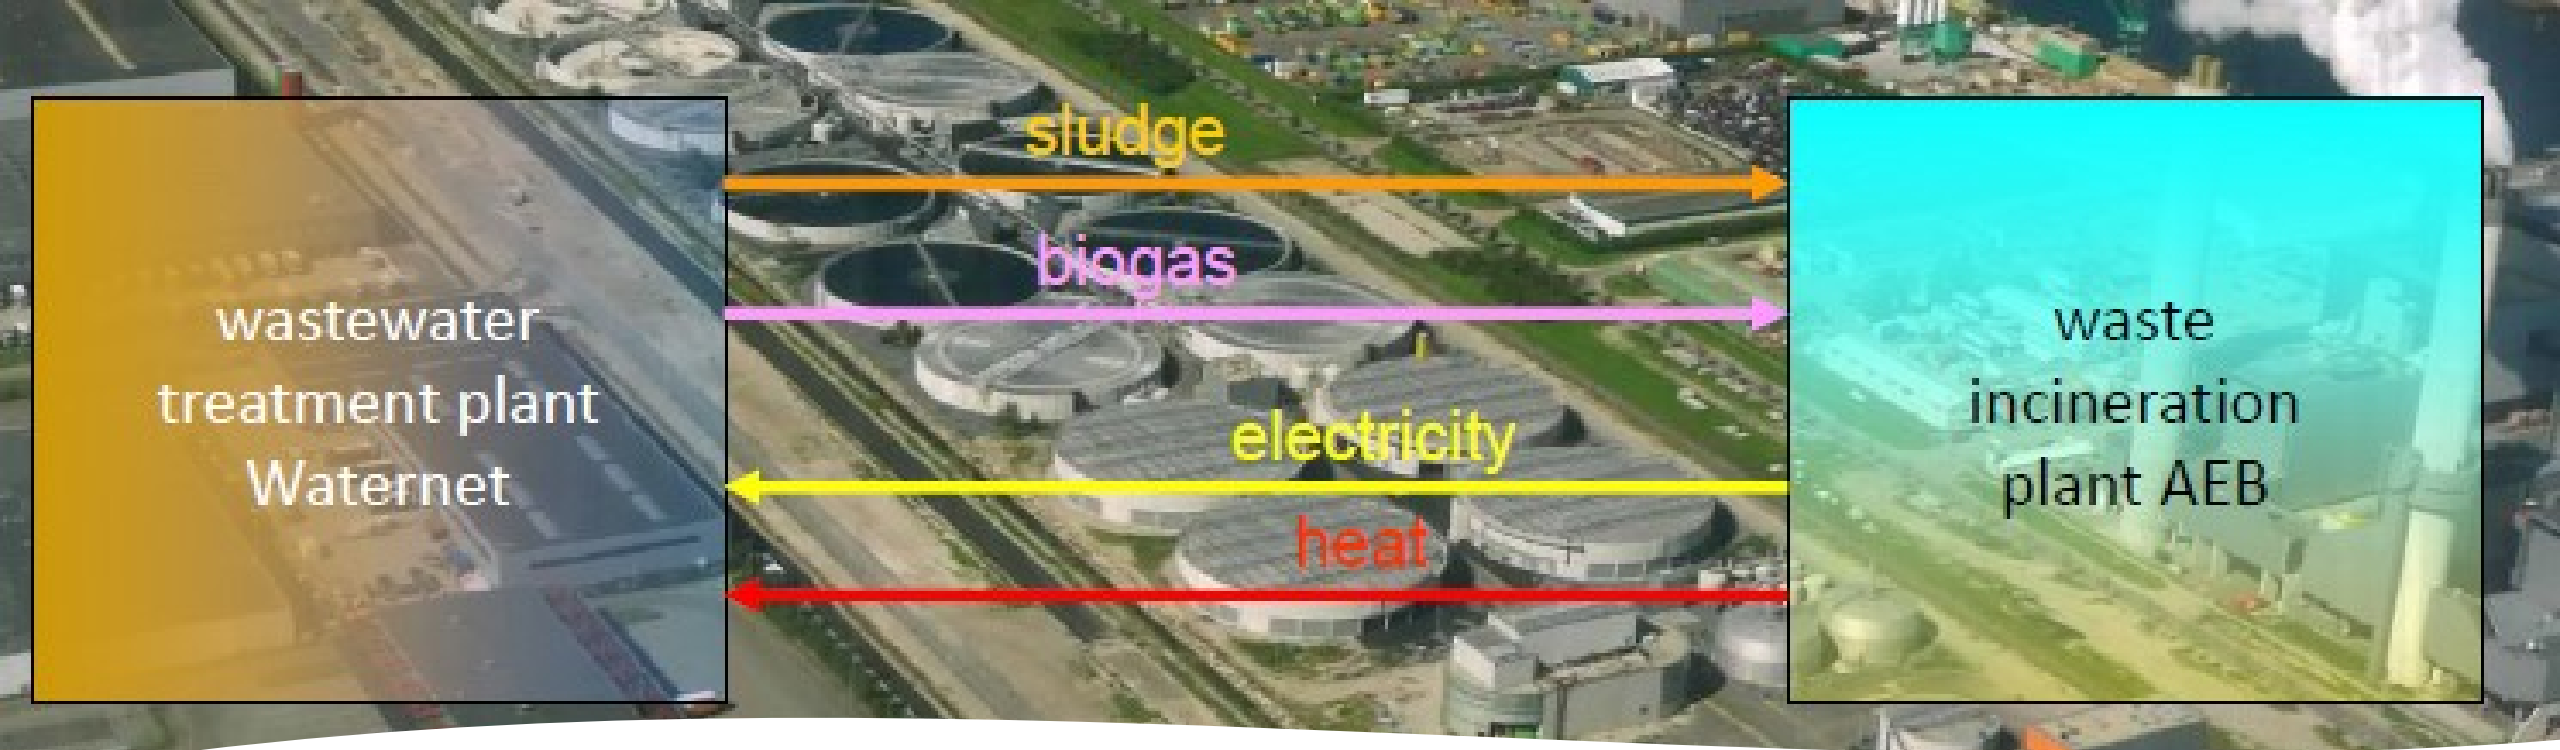 sludge
biogas
wastewater
treatment plant
Waternet
electricity
heat
waste
incineration
plant AEB